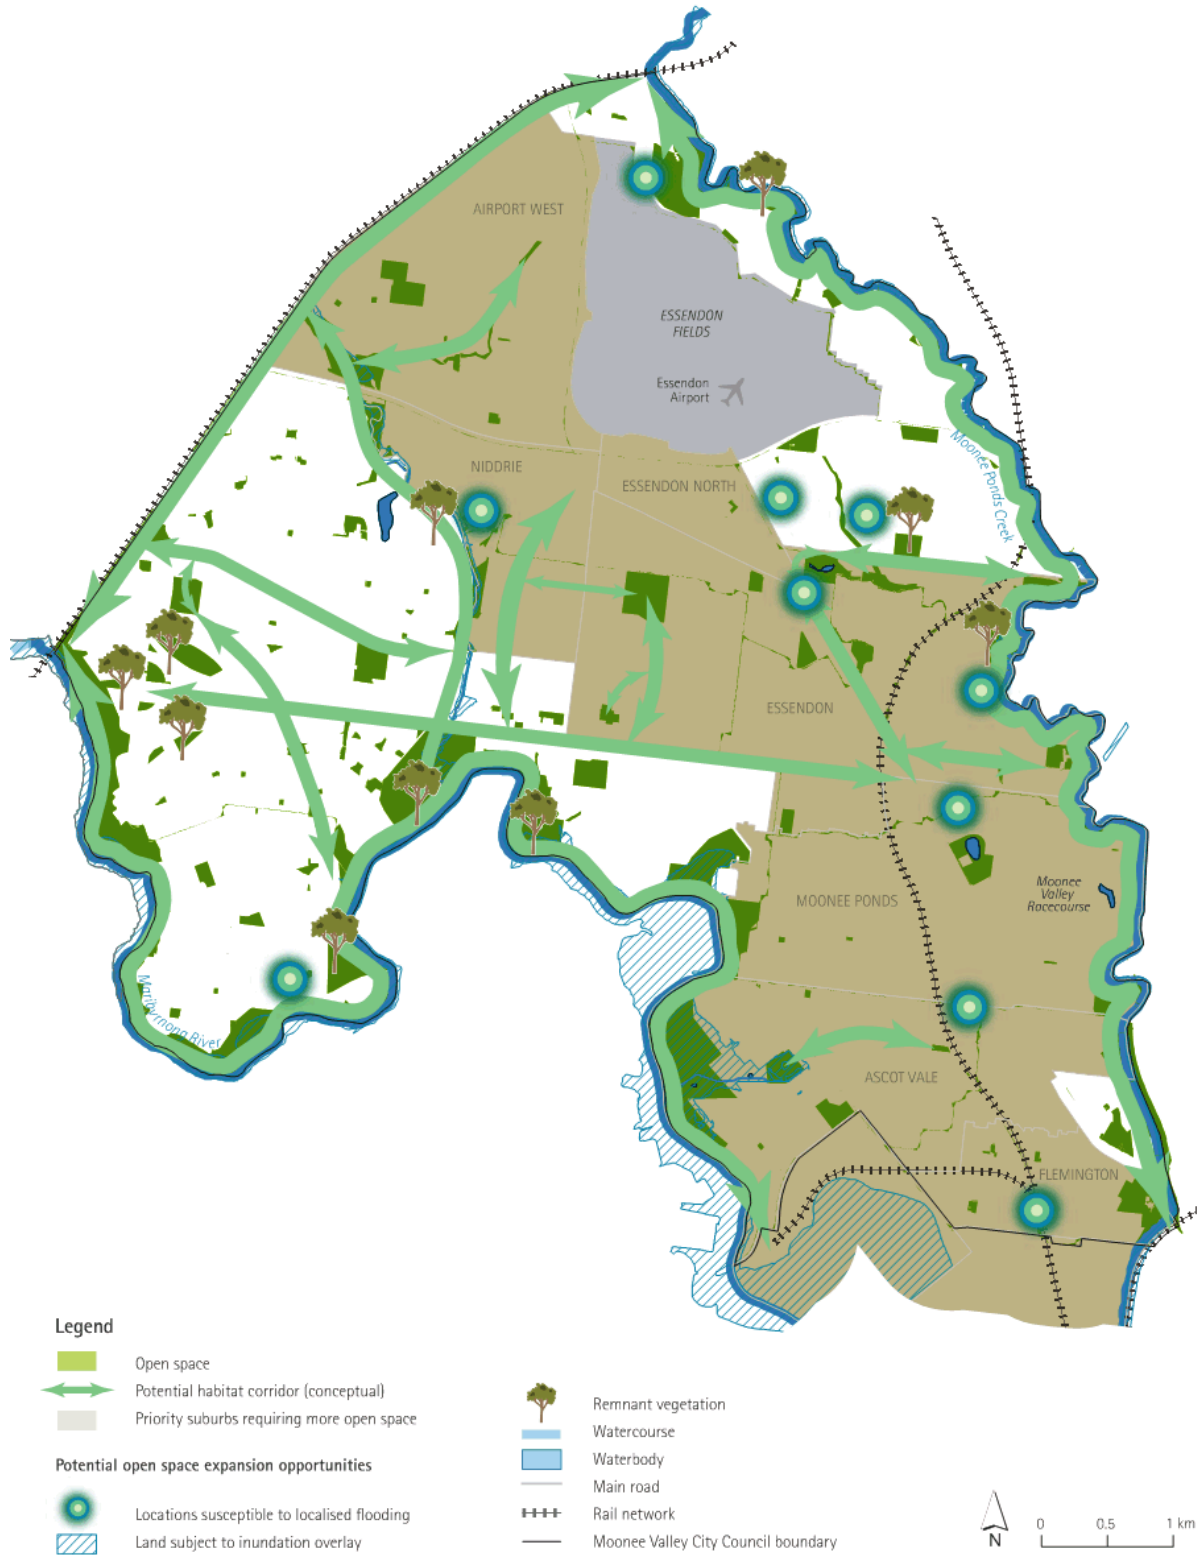 AIRPORT WEST
ESSENDON
FIELDS
Essendon
Airport
Moonee Ponds Creek
NIDDRIE
ESSENDON NORTH
ESSENDON
MOONEE PONDS
Moonee
Valley
Racecourse
Maribyrnong River
ASCOT VALE
FLEMINGTON
Legend
Open space
Potential habitat corridor (conceptual)
Priority suburbs requiring more open space
Potential open space expansion opportunities
Locations susceptible to localised flooding
Land subject to inundation overlay
Remnant vegetation
Watercourse
Waterbody
Main road
Rail network
Moonee Valley City Council boundary
N
0 0.5 1 km